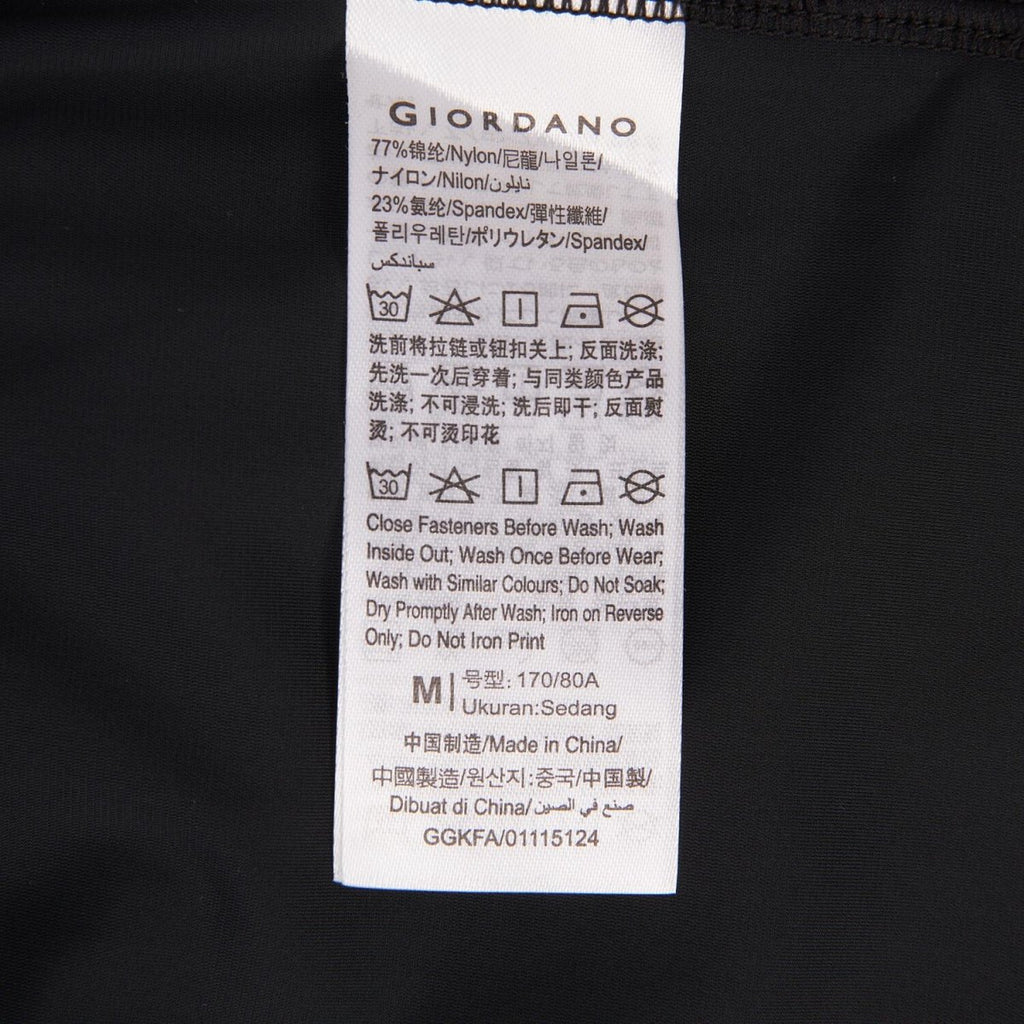 GIORDANO
77%锦纶/Nylon/尼龍/나일론/
ナイロン/Nilon/نايلون
23%氨纶/Spandex/彈性纖維/
폴리우레탄/ポリウレタン/Spandex/
سباندكس
30
洗前将拉链或钮扣关上; 反面洗涤;
先洗一次后穿着; 与同类颜色产品
洗涤; 不可浸洗; 洗后即干; 反面熨
烫; 不可烫印花
30
Close Fasteners Before Wash; Wash
Inside Out; Wash Once Before Wear;
Wash with Similar Colours; Do Not Soak;
Dry Promptly After Wash; Iron on Reverse
Only; Do Not Iron Print
M 号型: 170/80A
Ukuran:Sedang
中国制造/Made in China/
中國製造/원산지:중국/中国製/
Dibuat di China/صنع في الصين
GGKFA/01115124